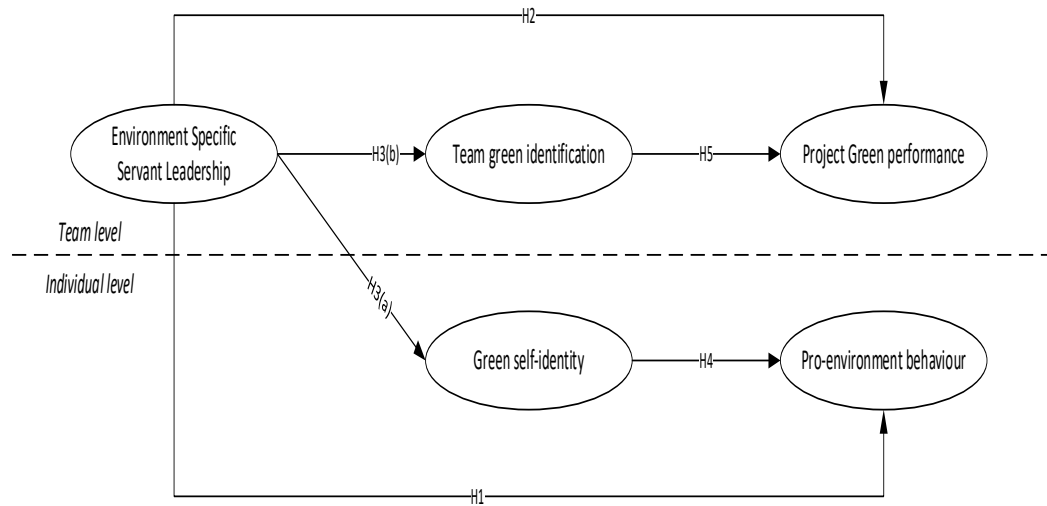 H2
Environment Specific
Servant Leadership
H3(b)
Team green identification
H5
Project Green performance
Team level
Individual level
H3(a)
Green self-identity
H4
Pro-environment behaviour
H1